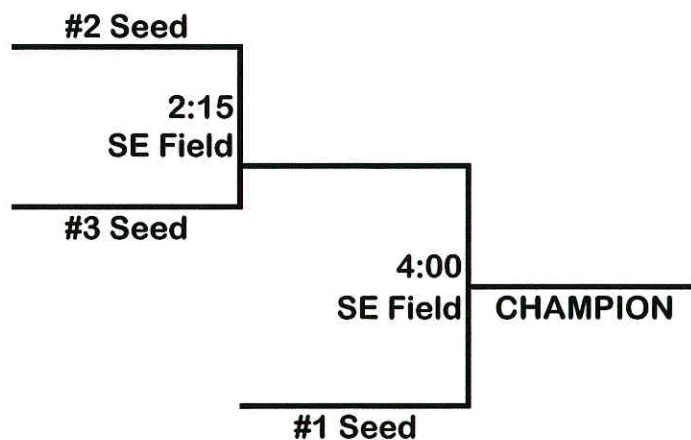 #2 Seed
2:15
SE Field
#3 Seed
4:00
SE Field
CHAMPION
#1 Seed